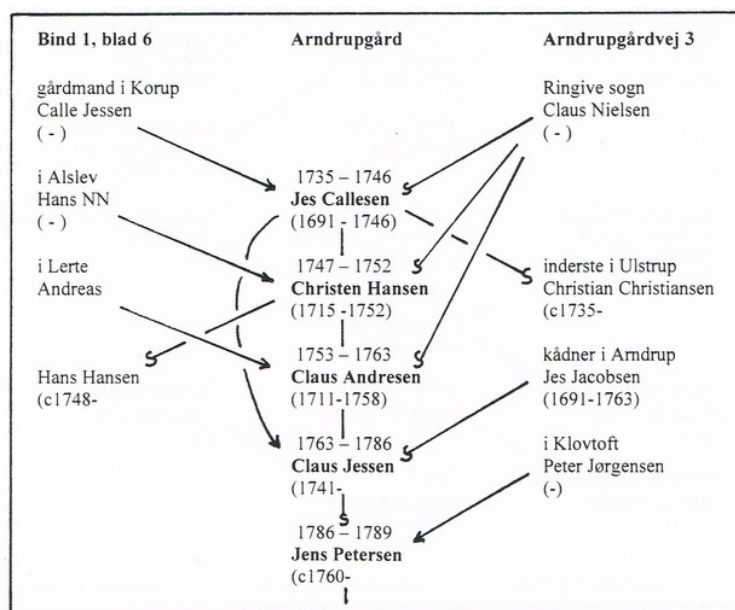 Bind 1, blad 6
Arndrupgård
Arndrupgårdvej 3
gårdmand i Korup
Calle Jessen
( - )
i Alslev
Hans NN
( - )
i Lerte
Andreas
Hans Hansen
(c1748-
1735 – 1746
Jes Callesen
(1691 - 1746)
1747 – 1752
Christen Hansen
(1715 -1752)
1753 – 1763
Claus Andresen
(1711-1758)
1763 – 1786
Claus Jessen
(1741-
1786 – 1789
Jens Petersen
(c1760-
Ringive sogn
Claus Nielsen
( - )
inderste i Ulstrup
Christian Christiansen
(c1735-
kådner i Arndrup
Jes Jacobsen
(1691-1763)
i Klovtoft
Peter Jørgensen
(-)